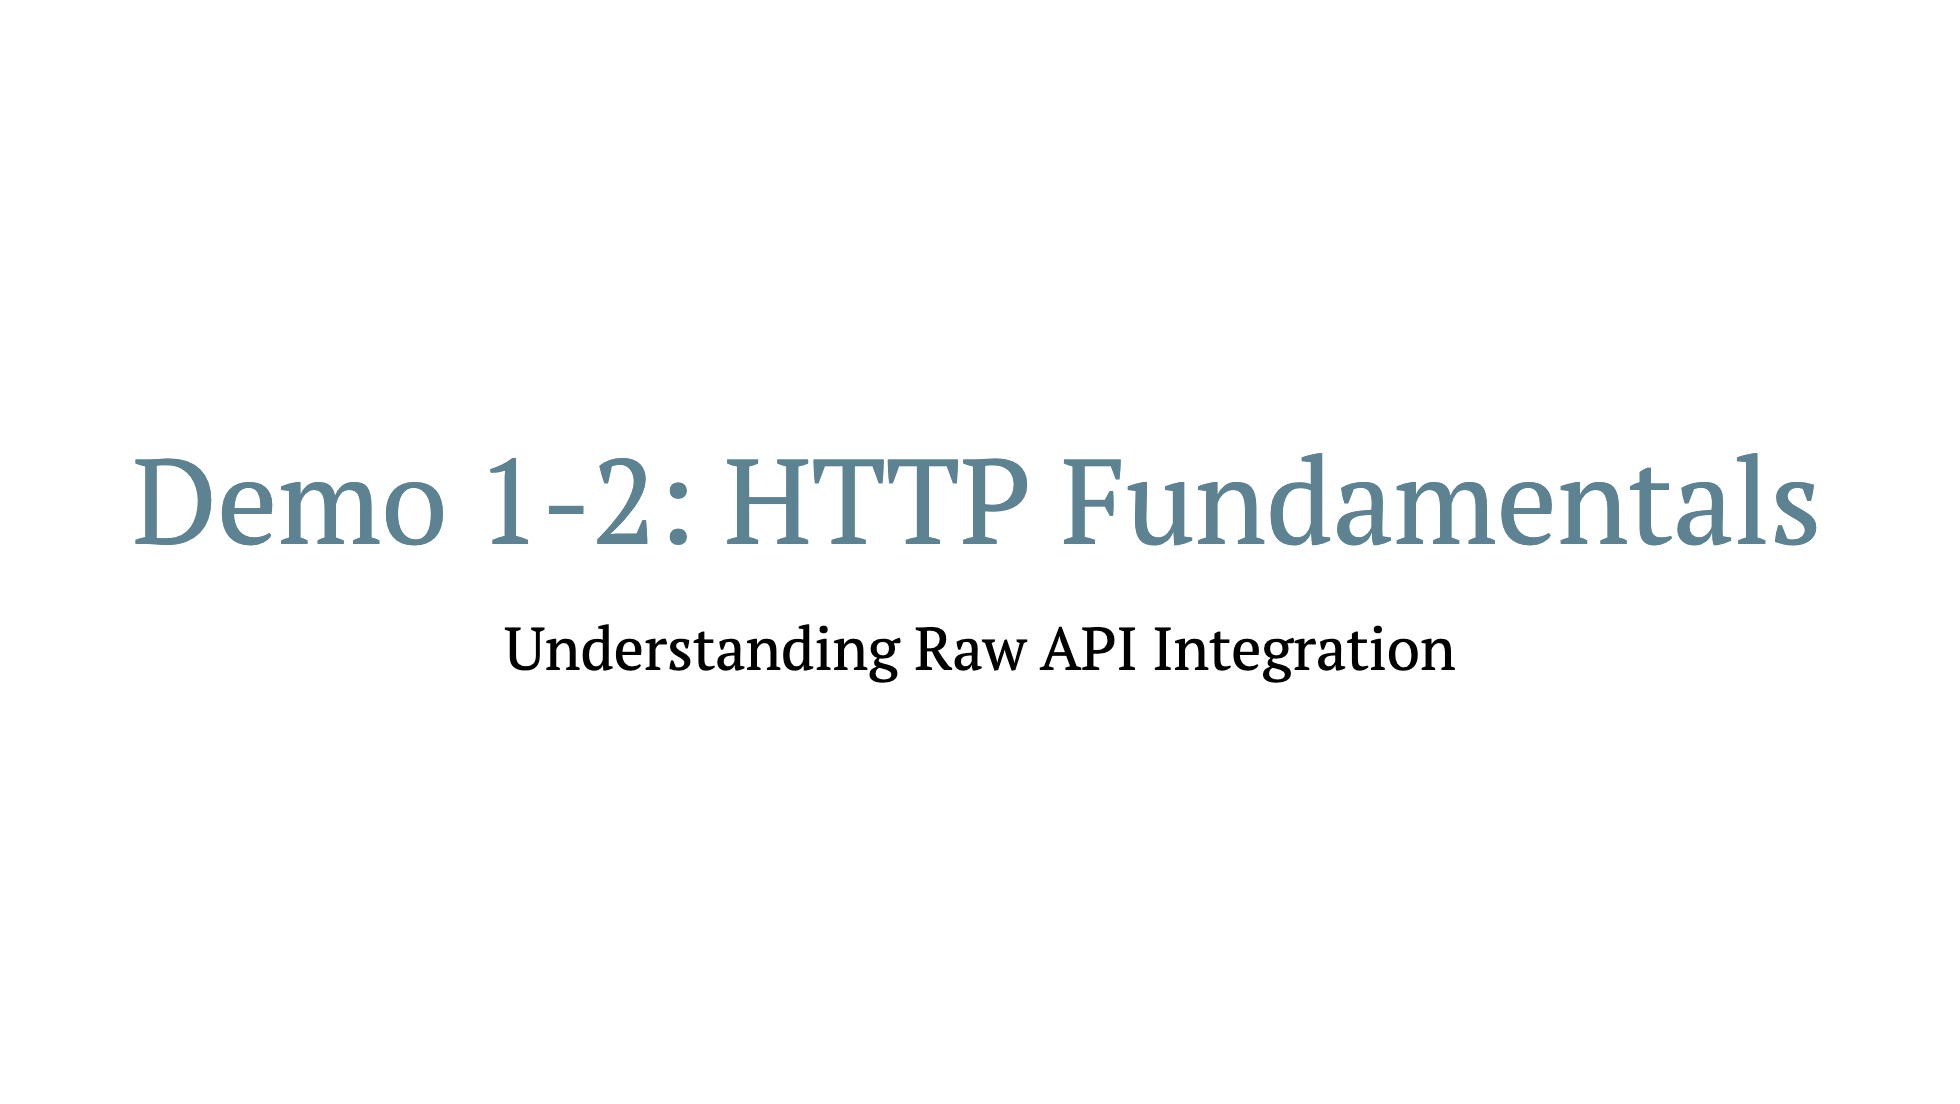 Demo 1-2: HTTP Fundamentals
Understanding Raw API Integration